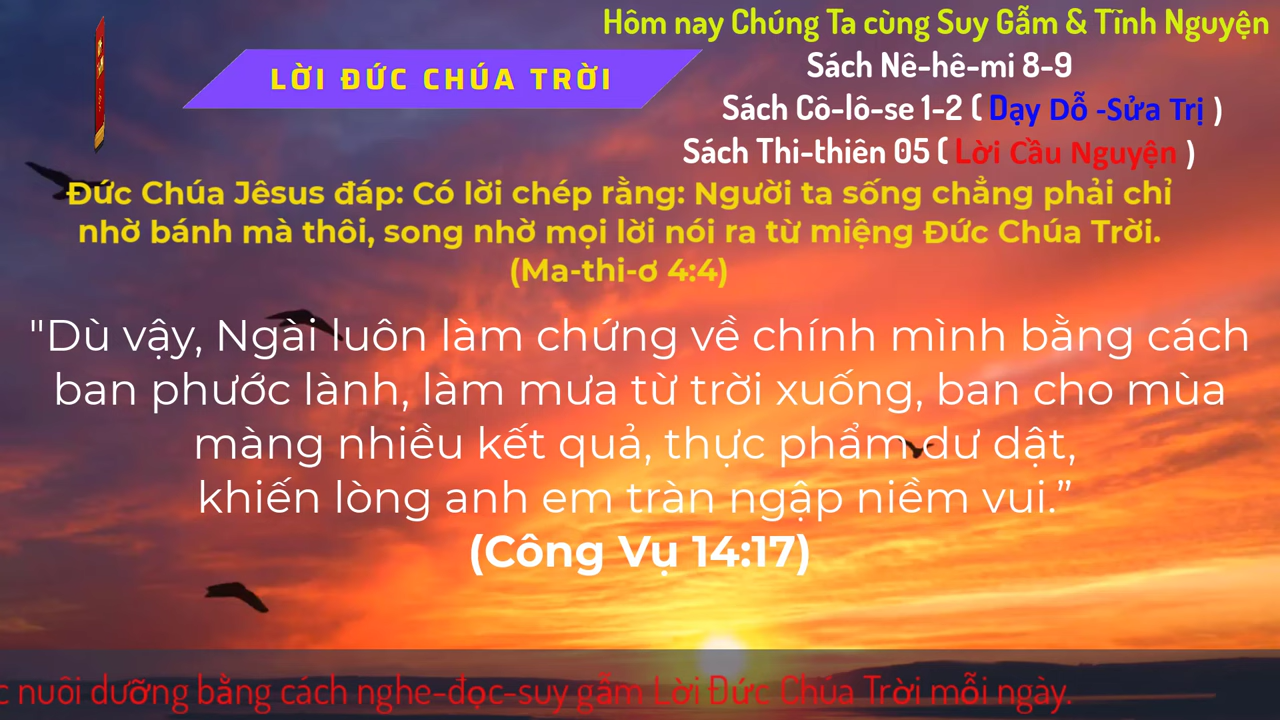 Hôm nay Chúng Ta cùng Suy Gẫm & Tĩnh Nguyện
LỜI ĐỨC CHÚA TRỜI
Sách Nê-hê-mi 8-9
Sách Cô-lô-se 1-2 ( Dạy Dỗ -Sửa Trị )
Sách Thi-thiên 05 ( Lời Cầu Nguyện )
Đức Chúa Jêsus đáp: Có lời chép rằng: Người ta sống chẳng phải chỉ
nhờ bánh mà thôi, song nhờ mọi lời nói ra từ miệng Đức Chúa Trời.
(Ma-thi-ơ 4:4)
"Dù vậy, Ngài luôn làm chứng về chính mình bằng cách
ban phước lành, làm mưa từ trời xuống, ban cho mùa
màng nhiều kết quả, thực phẩm dư dật,
khiến lòng anh em tràn ngập niềm vui.”
(Công Vụ 14:17)
c nuôi dưỡng bằng cách nghe-đọc-suy gẫm Lời Đức Chúa Trời mỗi ngày.